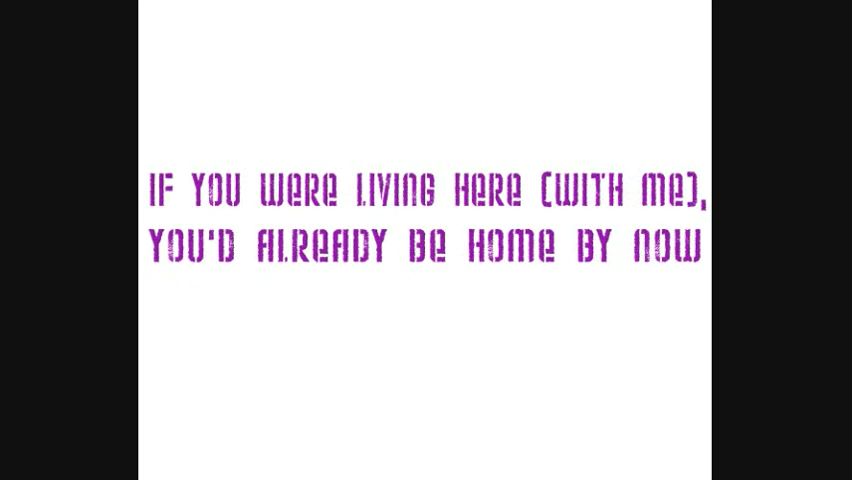 IF YOU WERE LIVING HERE (WITH ME),
YOU'D ALREADY BE HOME BY NOW